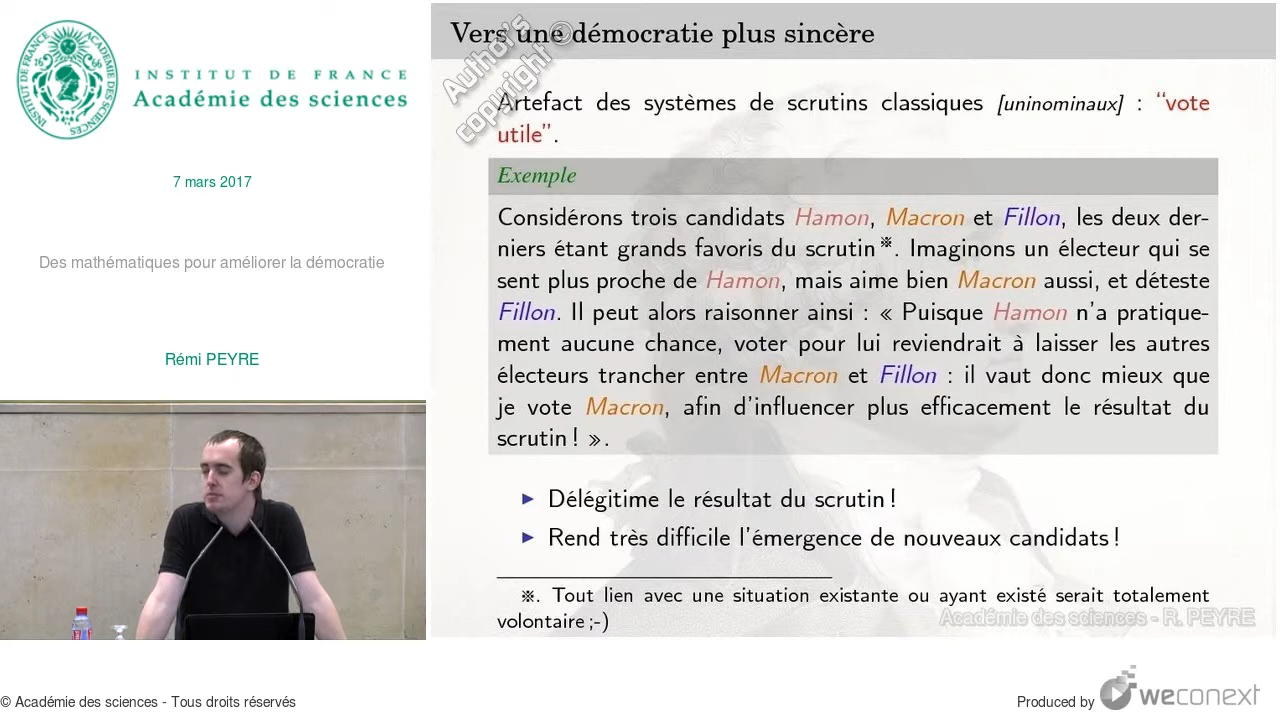 INSTITUT DE FRANCE
Académie des sciences
7 mars 2017
Des mathématiques pour améliorer la démocratie
Rémi PEYRE
Vers une démocratie plus sincère
Author's copyright ©
Artefact des systèmes de scrutins classiques [uninominaux] : “vote
utile”.
Exemple
Considérons trois candidats Hamon, Macron et Fillon, les deux der-
niers étant grands favoris du scrutin ※. Imaginons un électeur qui se
sent plus proche de Hamon, mais aime bien Macron aussi, et déteste
Fillon. Il peut alors raisonner ainsi : « Puisque Hamon n'a pratique-
ment aucune chance, voter pour lui reviendrait à laisser les autres
électeurs trancher entre Macron et Fillon : il vaut donc mieux que
je vote Macron, afin d'influencer plus efficacement le résultat du
scrutin ! ».
▶ Délégitime le résultat du scrutin !
▶ Rend très difficile l'émergence de nouveaux candidats !
※. Tout lien avec une situation existante ou ayant existé serait totalement
volontaire ;-)
Académie des sciences - R. PEYRE
© Académie des sciences - Tous droits réservés
Produced by weconext